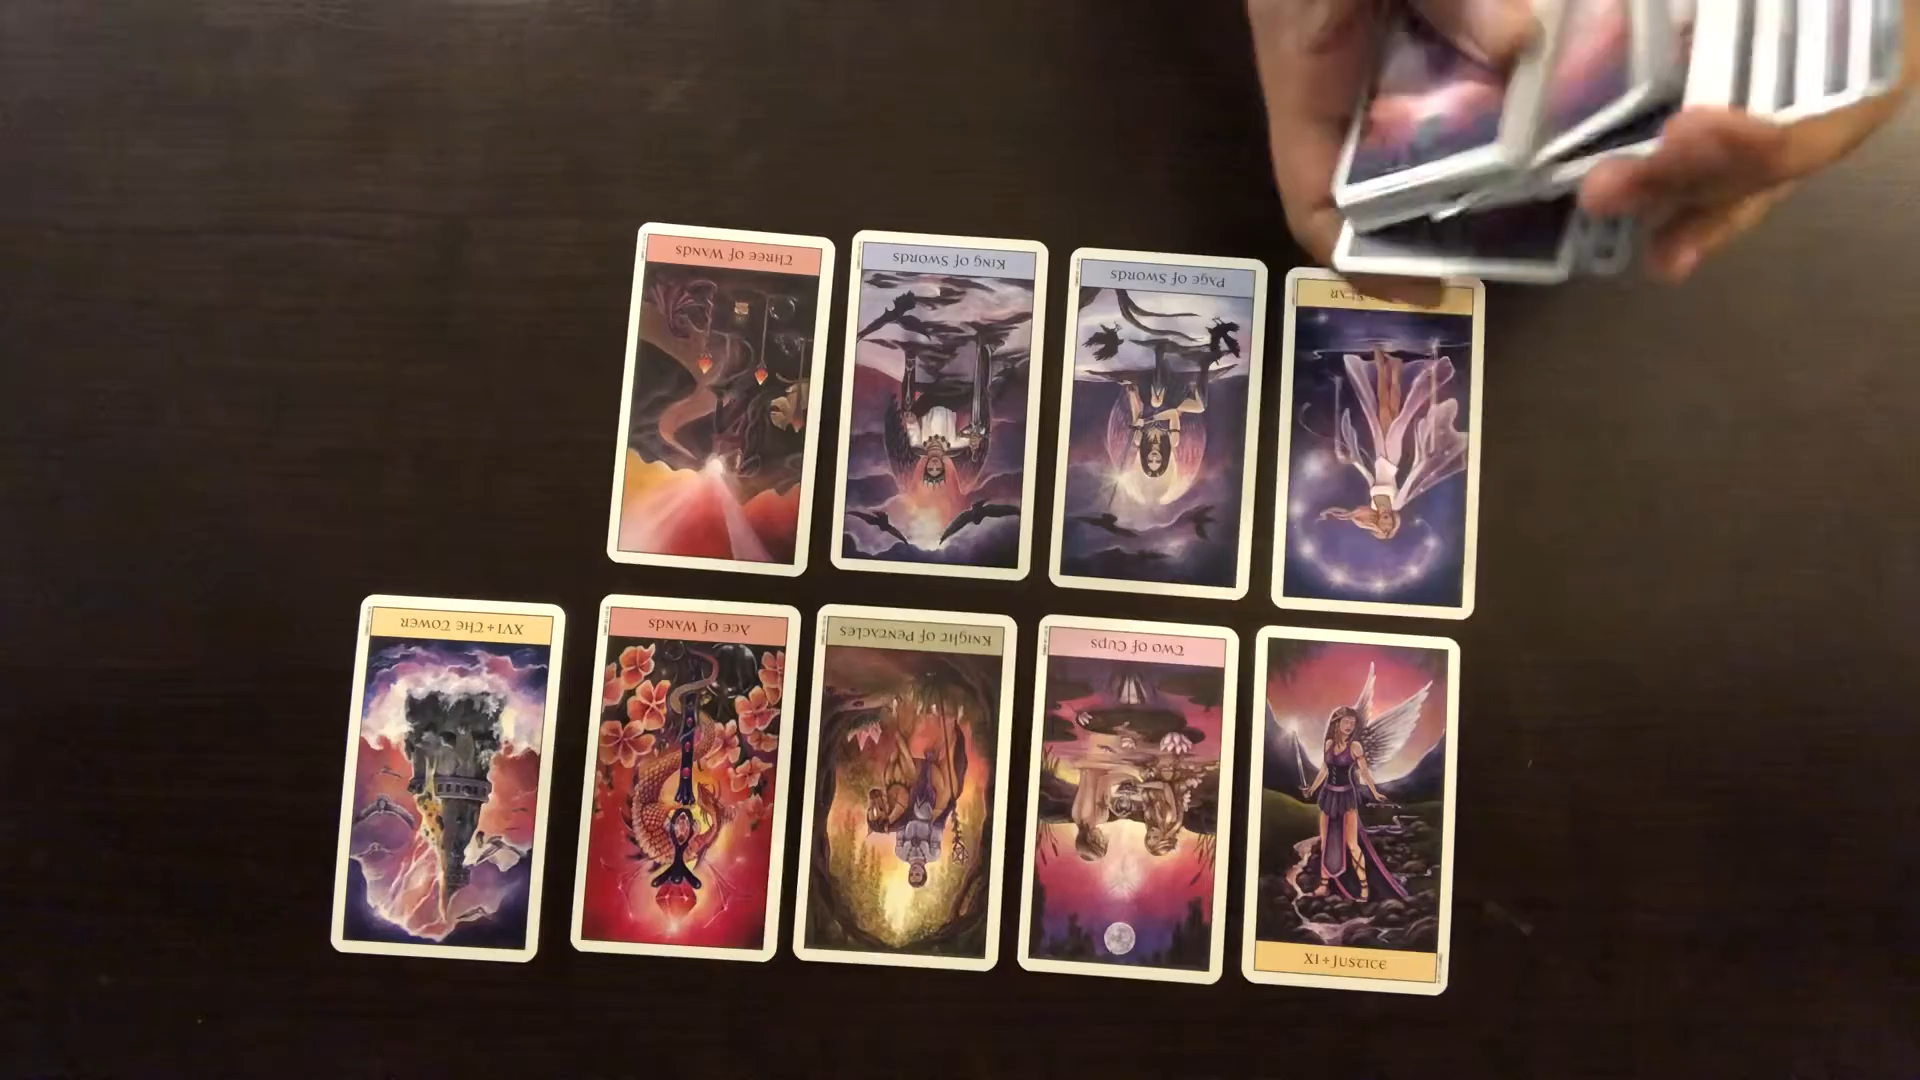 Three of Wands
King of Swords
Page of Swords
Star
XVI + The Tower
Ace of Wands
Knight of Pentacles
Two of Cups
XI + Justice